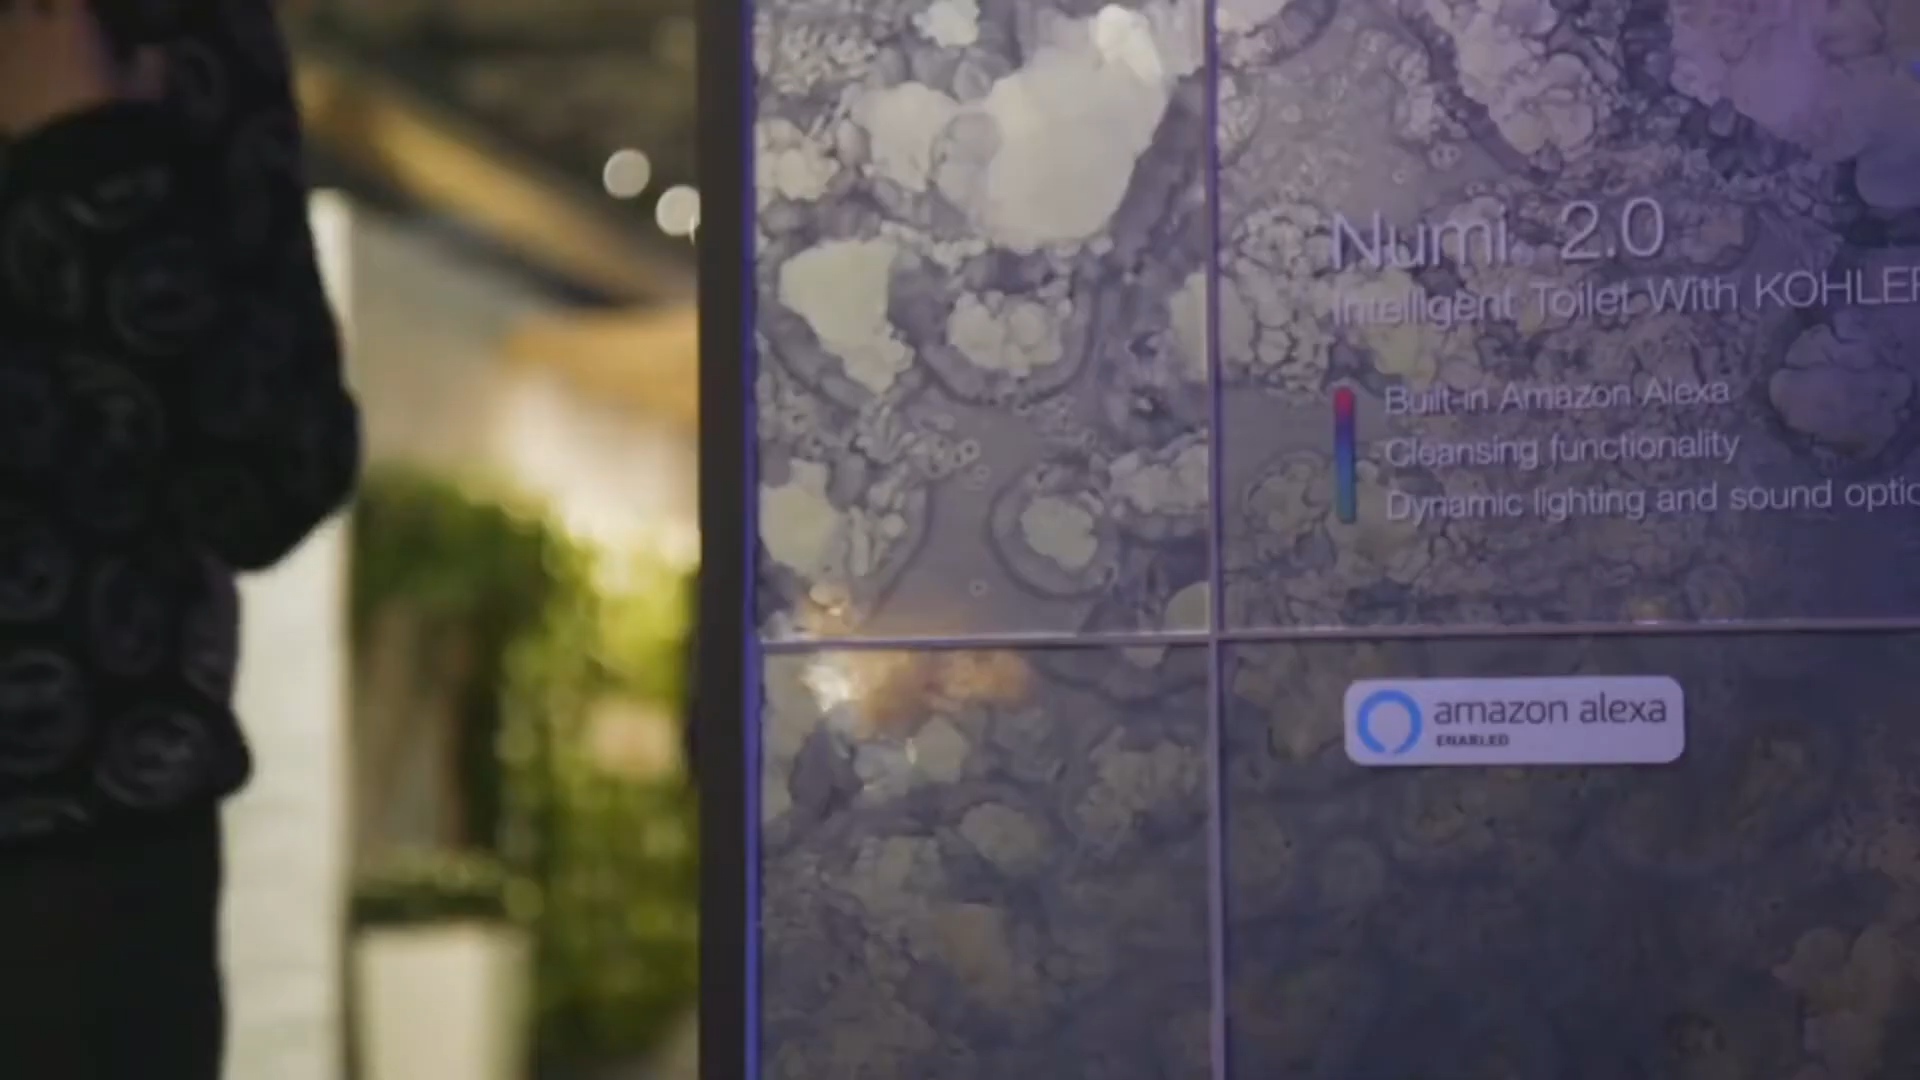 Numi 2.0
Intelligent Toilet With KOHLER
Built-in Amazon Alexa
Cleansing functionality
Dynamic lighting and sound optio
amazon alexa
ENABLED